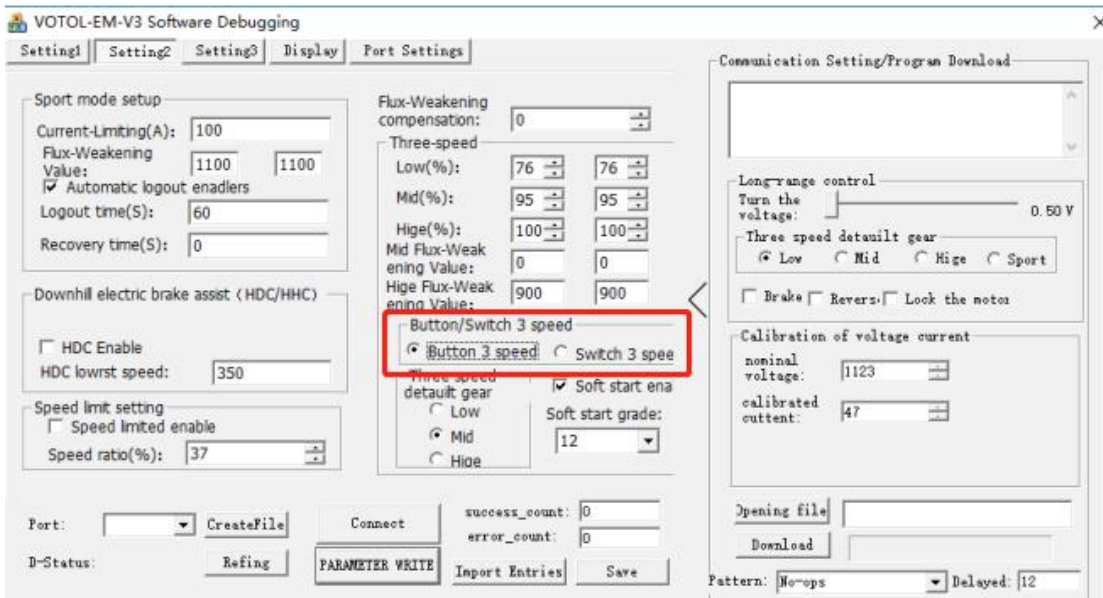 VOTOL-EM-V3 Software Debugging
Setting1 Setting2 Setting3 Display Port Settings
Sport mode setup
Current-Limting(A): 100
Flux-Weakening
Value: 1100 1100
Automatic logout enadlers
Logout time(S): 60
Recovery time(S): 0
Downhill electric brake assist (HDC/HHC)
HDC Enable
HDC lowrst speed: 350
Speed limit setting
Speed limited enable
Speed ratio(%): 37
Flux-Weakening
compensation: 0
Three-speed
Low(%): 76 76
Mid(%): 95 95
Hige(%): 100 100
Mid Flux-Weak
ening Value: 0 0
Hige Flux-Weak
ening Value: 900 900
Button/Switch 3 speed
Button 3 speed Switch 3 spee
Three speed
detault gear
Low
Mid
Hige
Soft start ena
Soft start grade:
12
Communication Setting/Program Download
Long-range control
Turn the
voltage: 0.50 V
Three speed detauilt gear
Low Mid Hige Sport
Brake Revers Lock the motor
Calibration of voltage current
nominal
voltage: 1123
calibrated
cuttent: 47
Port: CreateFile Connect
D-Status: Refing PARAMETER WRITE
success_count: 0
error_count: 0
Inport Entries Save
Opening file
Download
Pattern: No-ops Delayed: 12